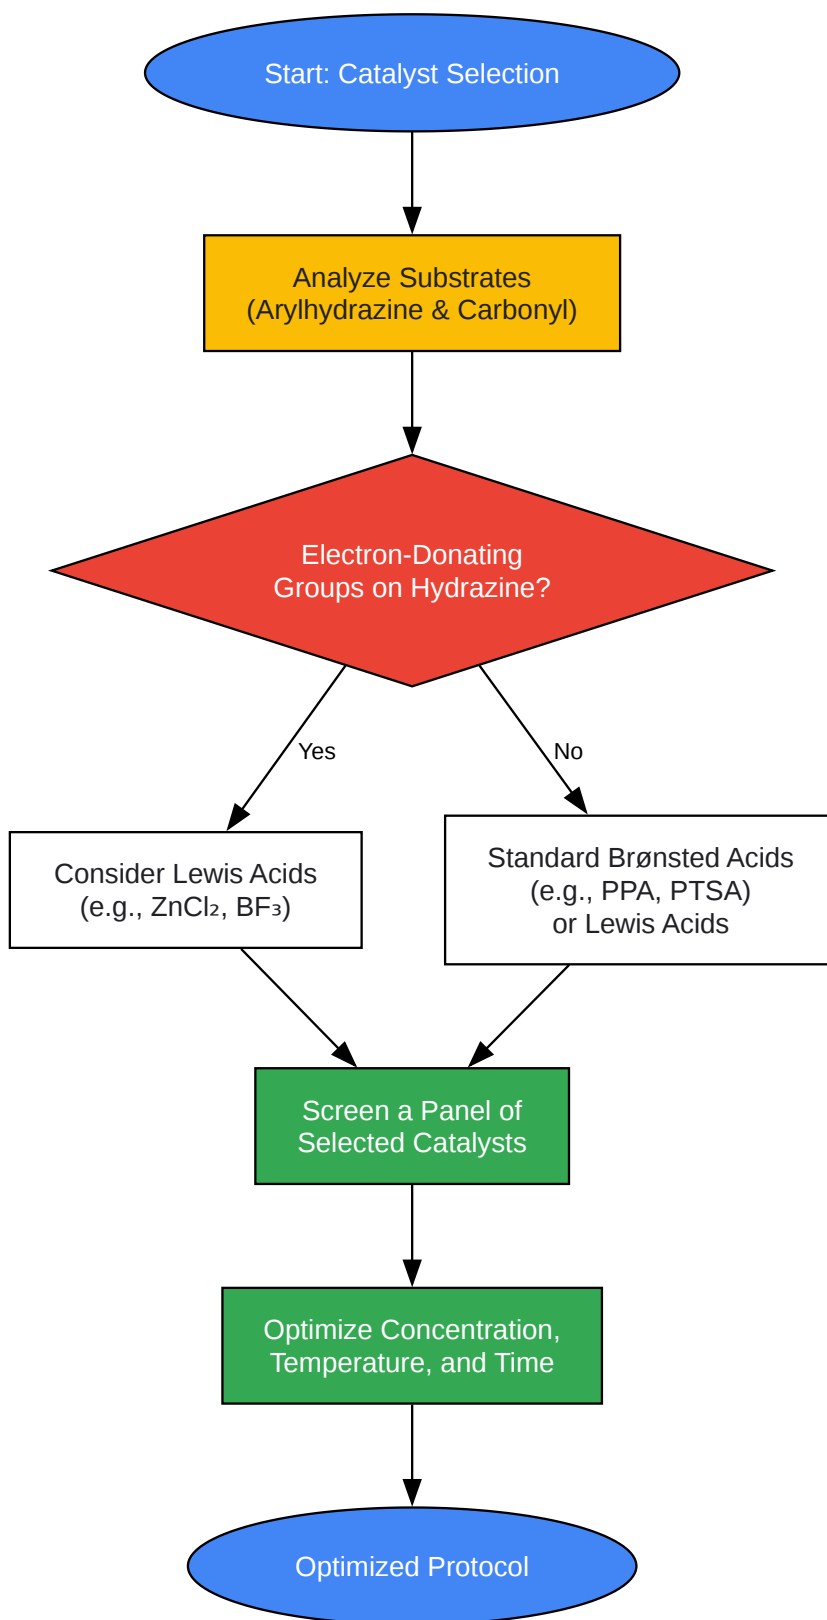 Start: Catalyst Selection
Analyze Substrates
(Arylhydrazine & Carbonyl)
Electron-Donating
Groups on Hydrazine?
Yes
No
Consider Lewis Acids
(e.g., ZnCl₂, BF₃)
Standard Brønsted Acids
(e.g., PPA, PTSA)
or Lewis Acids
Screen a Panel of
Selected Catalysts
Optimize Concentration,
Temperature, and Time
Optimized Protocol